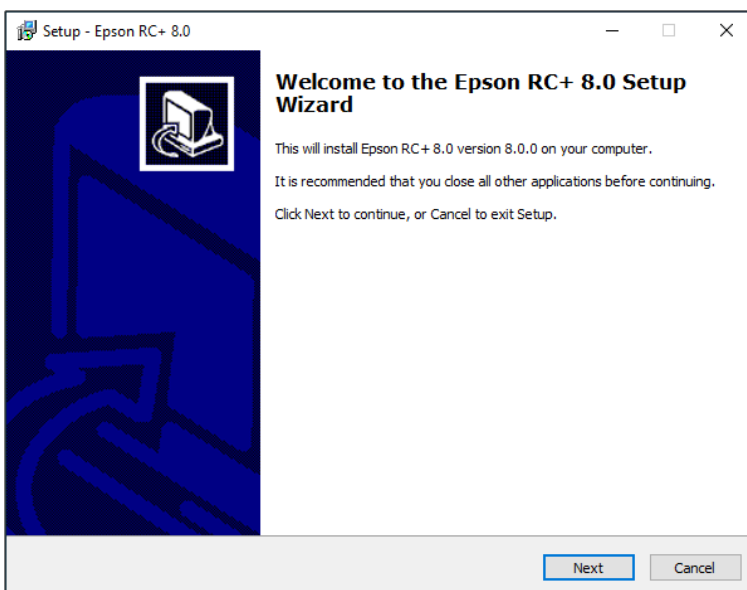 Setup - Epson RC+ 8.0
Welcome to the Epson RC+ 8.0 Setup
Wizard
This will install Epson RC+ 8.0 version 8.0.0 on your computer.
It is recommended that you close all other applications before continuing.
Click Next to continue, or Cancel to exit Setup.
Next
Cancel